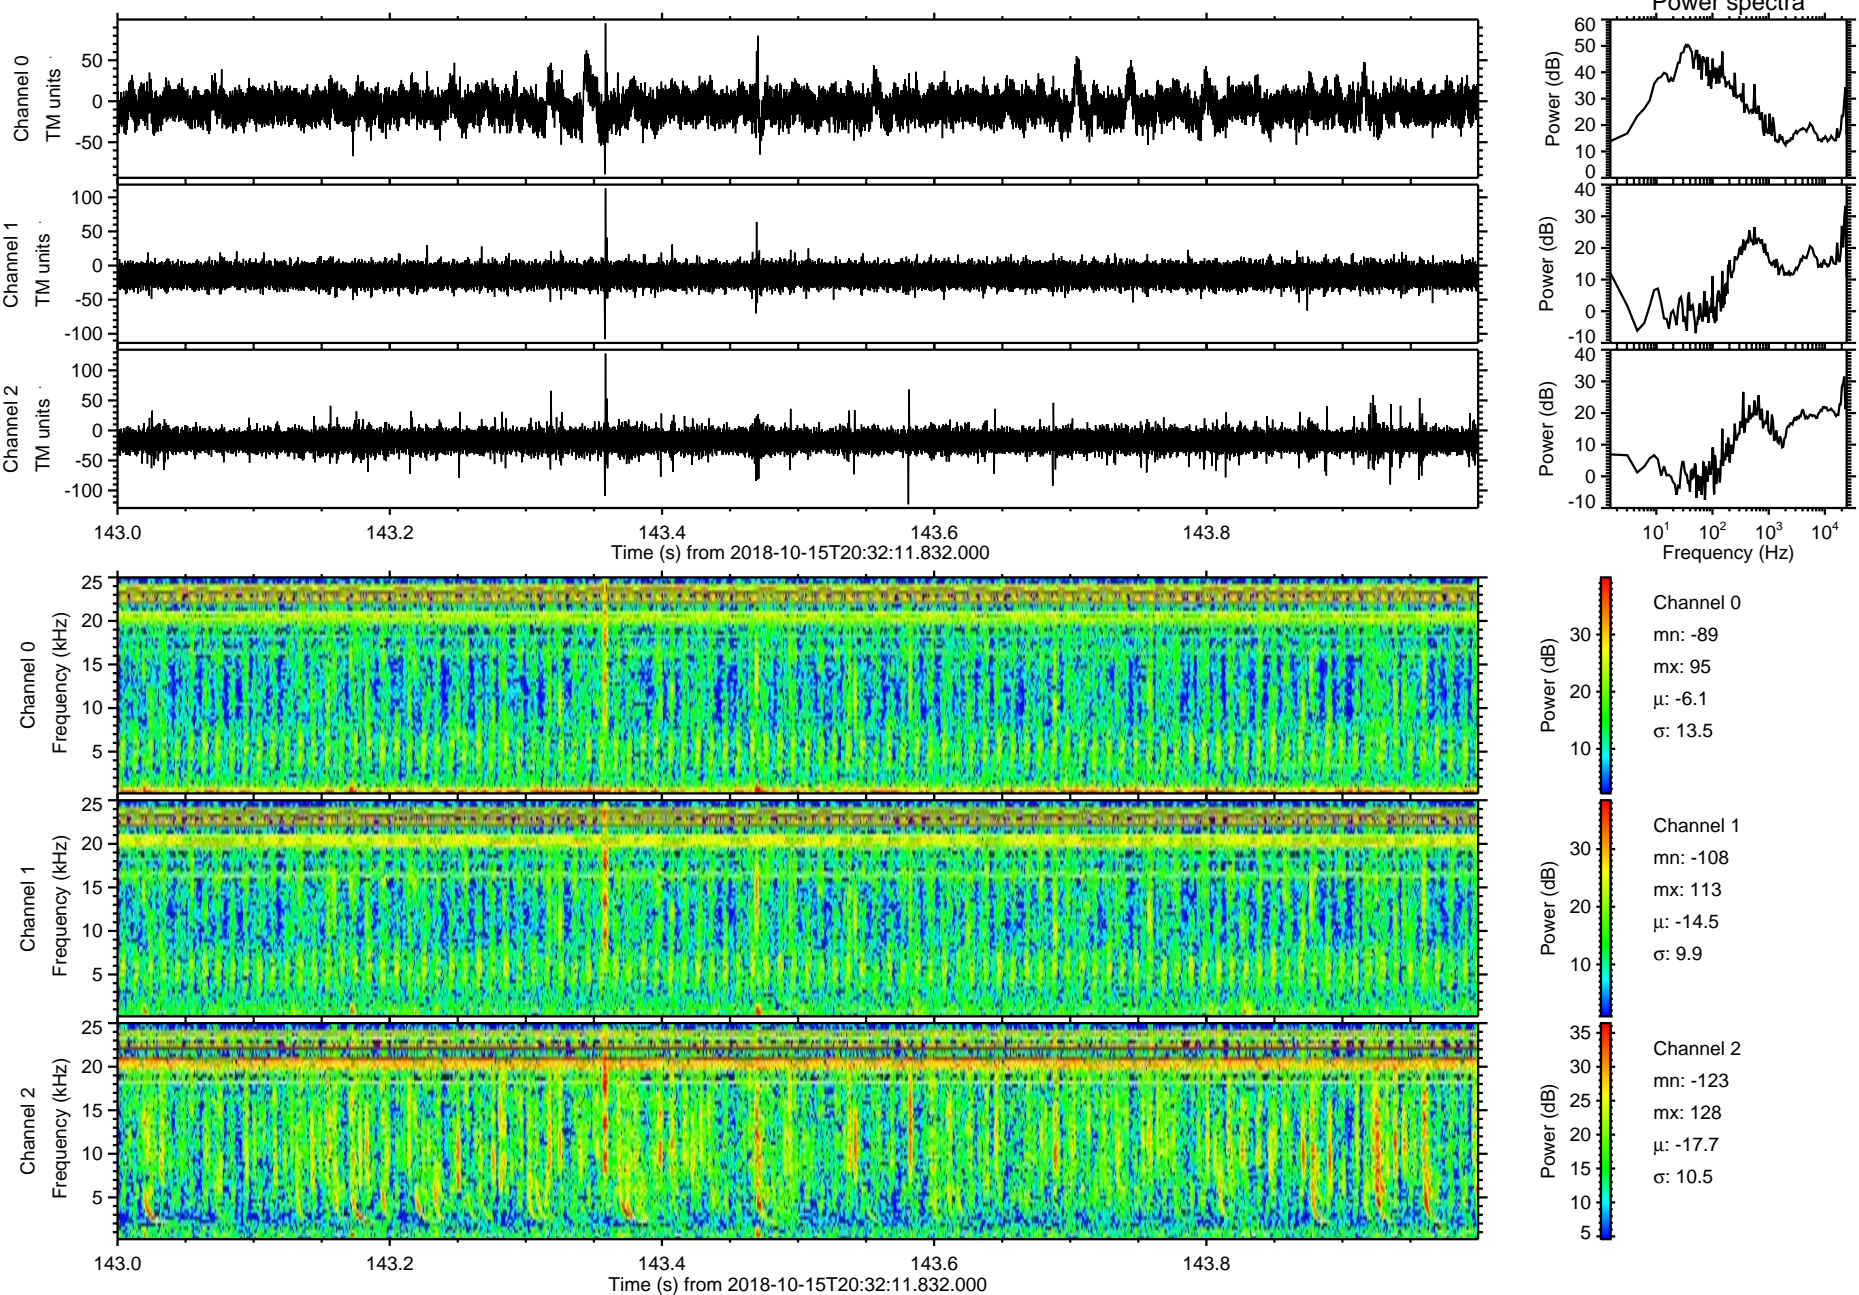 Power spectra
Channel 0
TM units
50
0
-50
Power (dB)
60
50
40
30
20
10
0
Channel 1
TM units
100
50
0
-50
-100
Power (dB)
40
30
20
10
0
-10
Channel 2
TM units
100
50
0
-50
-100
Power (dB)
40
30
20
10
0
-10
143.0
143.2
143.4
143.6
143.8
Time (s) from 2018-10-15T20:32:11.832.000
10^1
10^2
10^3
10^4
Frequency (Hz)
Channel 0
Frequency (kHz)
25
20
15
10
5
Power (dB)
30
20
10
Channel 0
mn: -89
mx: 95
μ: -6.1
σ: 13.5
Channel 1
Frequency (kHz)
25
20
15
10
5
Power (dB)
30
20
10
Channel 1
mn: -108
mx: 113
μ: -14.5
σ: 9.9
Channel 2
Frequency (kHz)
25
20
15
10
5
Power (dB)
35
30
25
20
15
10
5
Channel 2
mn: -123
mx: 128
μ: -17.7
σ: 10.5
143.0
143.2
143.4
143.6
143.8
Time (s) from 2018-10-15T20:32:11.832.000